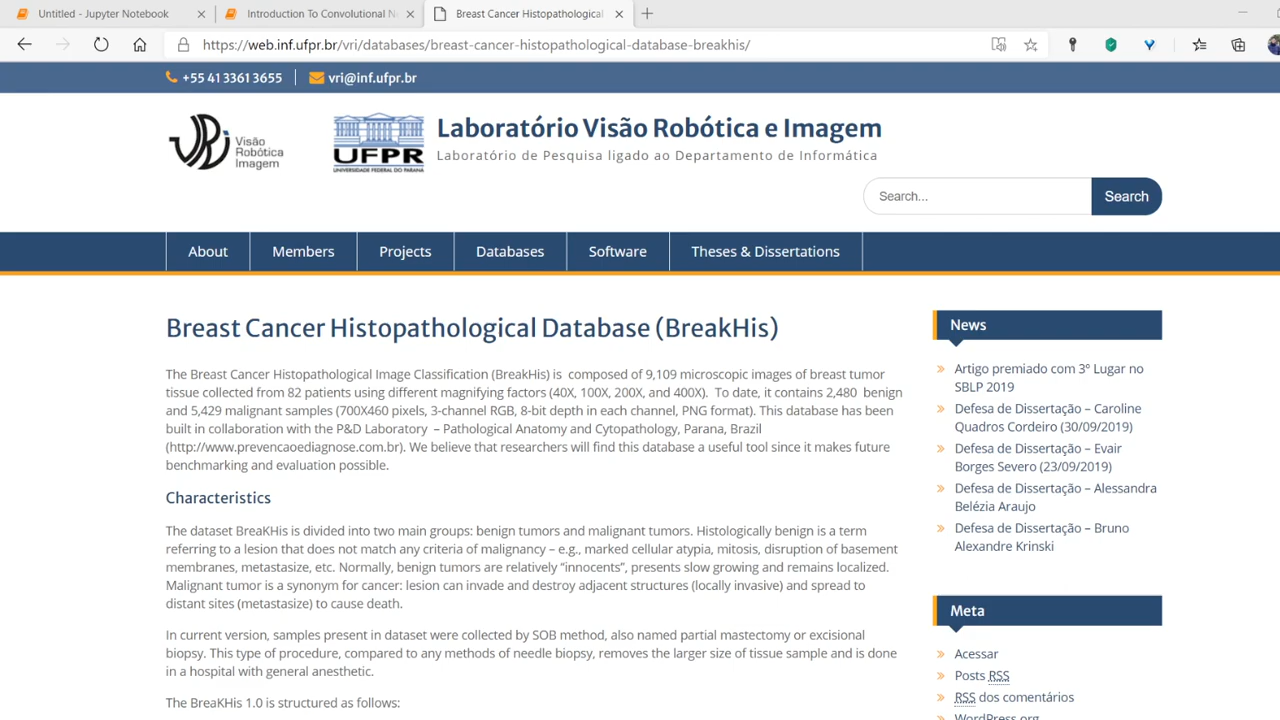 Untitled - Jupyter Notebook
Introduction To Convolutional N
Breast Cancer Histopathological
https://web.inf.ufpr.br/vri/databases/breast-cancer-histopathological-database-breakhis/
+55 41 3361 3655
vri@inf.ufpr.br
Visão
Robótica
Imagem
UFPR
UNIVERSIDADE FEDERAL DO PARANÁ
Laboratório Visão Robótica e Imagem
Laboratório de Pesquisa ligado ao Departamento de Informática
Search...
Search
About
Members
Projects
Databases
Software
Theses & Dissertations
Breast Cancer Histopathological Database (BreakHis)
The Breast Cancer Histopathological Image Classification (BreakHis) is  composed of 9,109 microscopic images of breast tumor
tissue collected from 82 patients using different magnifying factors (40X, 100X, 200X, and 400X).  To date, it contains 2,480  benign
and 5,429 malignant samples (700X460 pixels, 3-channel RGB, 8-bit depth in each channel, PNG format). This database has been
built in collaboration with the P&D Laboratory  – Pathological Anatomy and Cytopathology, Parana, Brazil
(http://www.prevencaoediagnose.com.br). We believe that researchers will find this database a useful tool since it makes future
benchmarking and evaluation possible.
Characteristics
The dataset BreaKHis is divided into two main groups: benign tumors and malignant tumors. Histologically benign is a term
referring to a lesion that does not match any criteria of malignancy – e.g., marked cellular atypia, mitosis, disruption of basement
membranes, metastasize, etc. Normally, benign tumors are relatively “innocents”, presents slow growing and remains localized.
Malignant tumor is a synonym for cancer: lesion can invade and destroy adjacent structures (locally invasive) and spread to
distant sites (metastasize) to cause death.
In current version, samples present in dataset were collected by SOB method, also named partial mastectomy or excisional
biopsy. This type of procedure, compared to any methods of needle biopsy, removes the larger size of tissue sample and is done
in a hospital with general anesthetic.
The BreaKHis 1.0 is structured as follows:
News
Artigo premiado com 3º Lugar no
SBLP 2019
Defesa de Dissertação – Caroline
Quadros Cordeiro (30/09/2019)
Defesa de Dissertação – Evair
Borges Severo (23/09/2019)
Defesa de Dissertação – Alessandra
Belézia Araujo
Defesa de Dissertação – Bruno
Alexandre Krinski
Meta
Acessar
Posts RSS
RSS dos comentários
WordPress.org